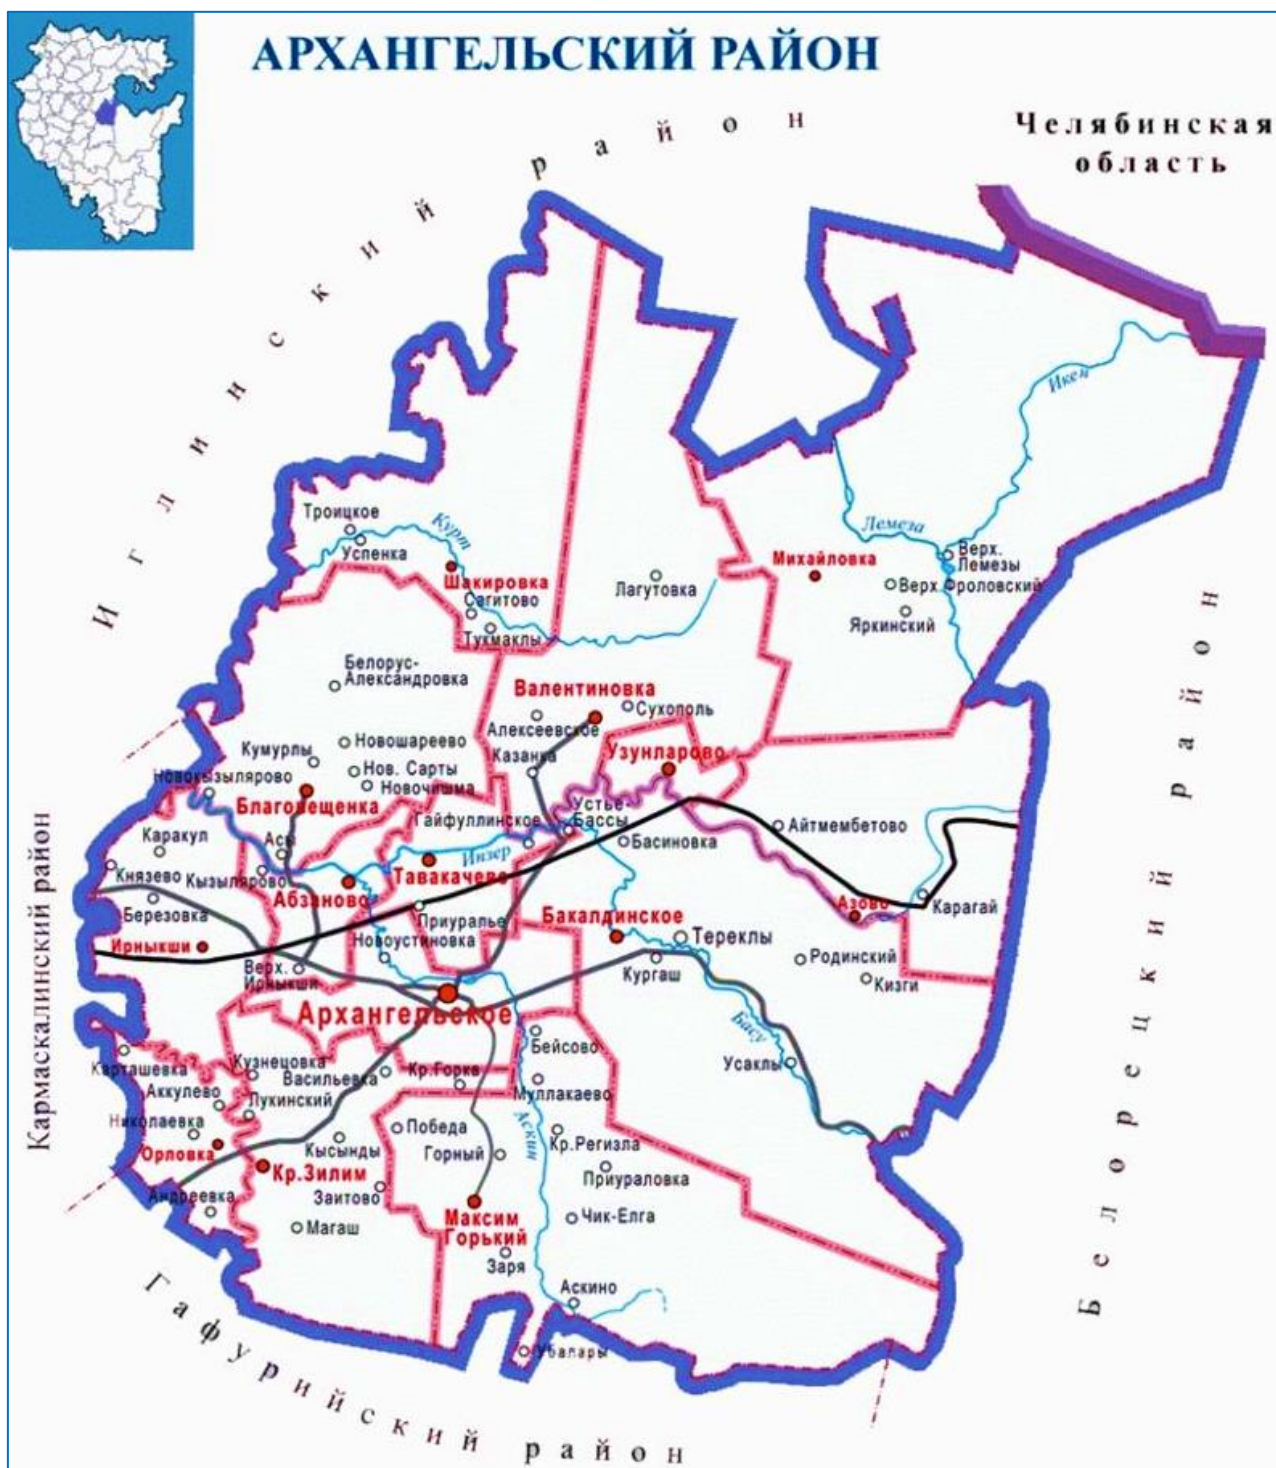 АРХАНГЕЛЬСКИЙ РАЙОН
Челябинская
область
Иглинский район
Икен
Троицкое
Курт
Успенка
Лемеза
Верх.
Лемезы
Михайловка
Шакировка
Лагутовка
Верх.Фроловский
Сагитово
Яркинский
Тукмаклы
Белорус-
Александровка
Валентиновка
Сухополь
Алексеевское
Новошареево
Кумурлы
Казанка
Узунларово
Нов. Сарты
Новокызылярово
Новочишма
Благовещенка
Устье-
Бассы
Гайфуллинское
Айтмембетово
Каракул
Асы
Басиновка
Инзер
Князево
Кызылярово
Тавакачево
Абзаново
Азово
Карагай
Березовка
Приуралье
Бакалдинское
Тереклы
Ирныкши
Новоустиновка
Родинский
Верх.
Ирныкши
Кургаш
Кизги
Архангельское
Басу
Бейсово
Карташевка
Кузнецовка
Васильевка
Кр.Горка
Усаклы
Аккулево
Муллакаево
Лукинский
Николаевка
Аскин
Победа
Кр.Регизла
Орловка
Кысынды
Горный
Кр.Зилим
Приураловка
Андреевка
Заитово
Максим
Горький
Чик-Елга
Магаш
Заря
Аскино
Убалары
Кармаскалинский район
Белорецкий район
Гафурийский район